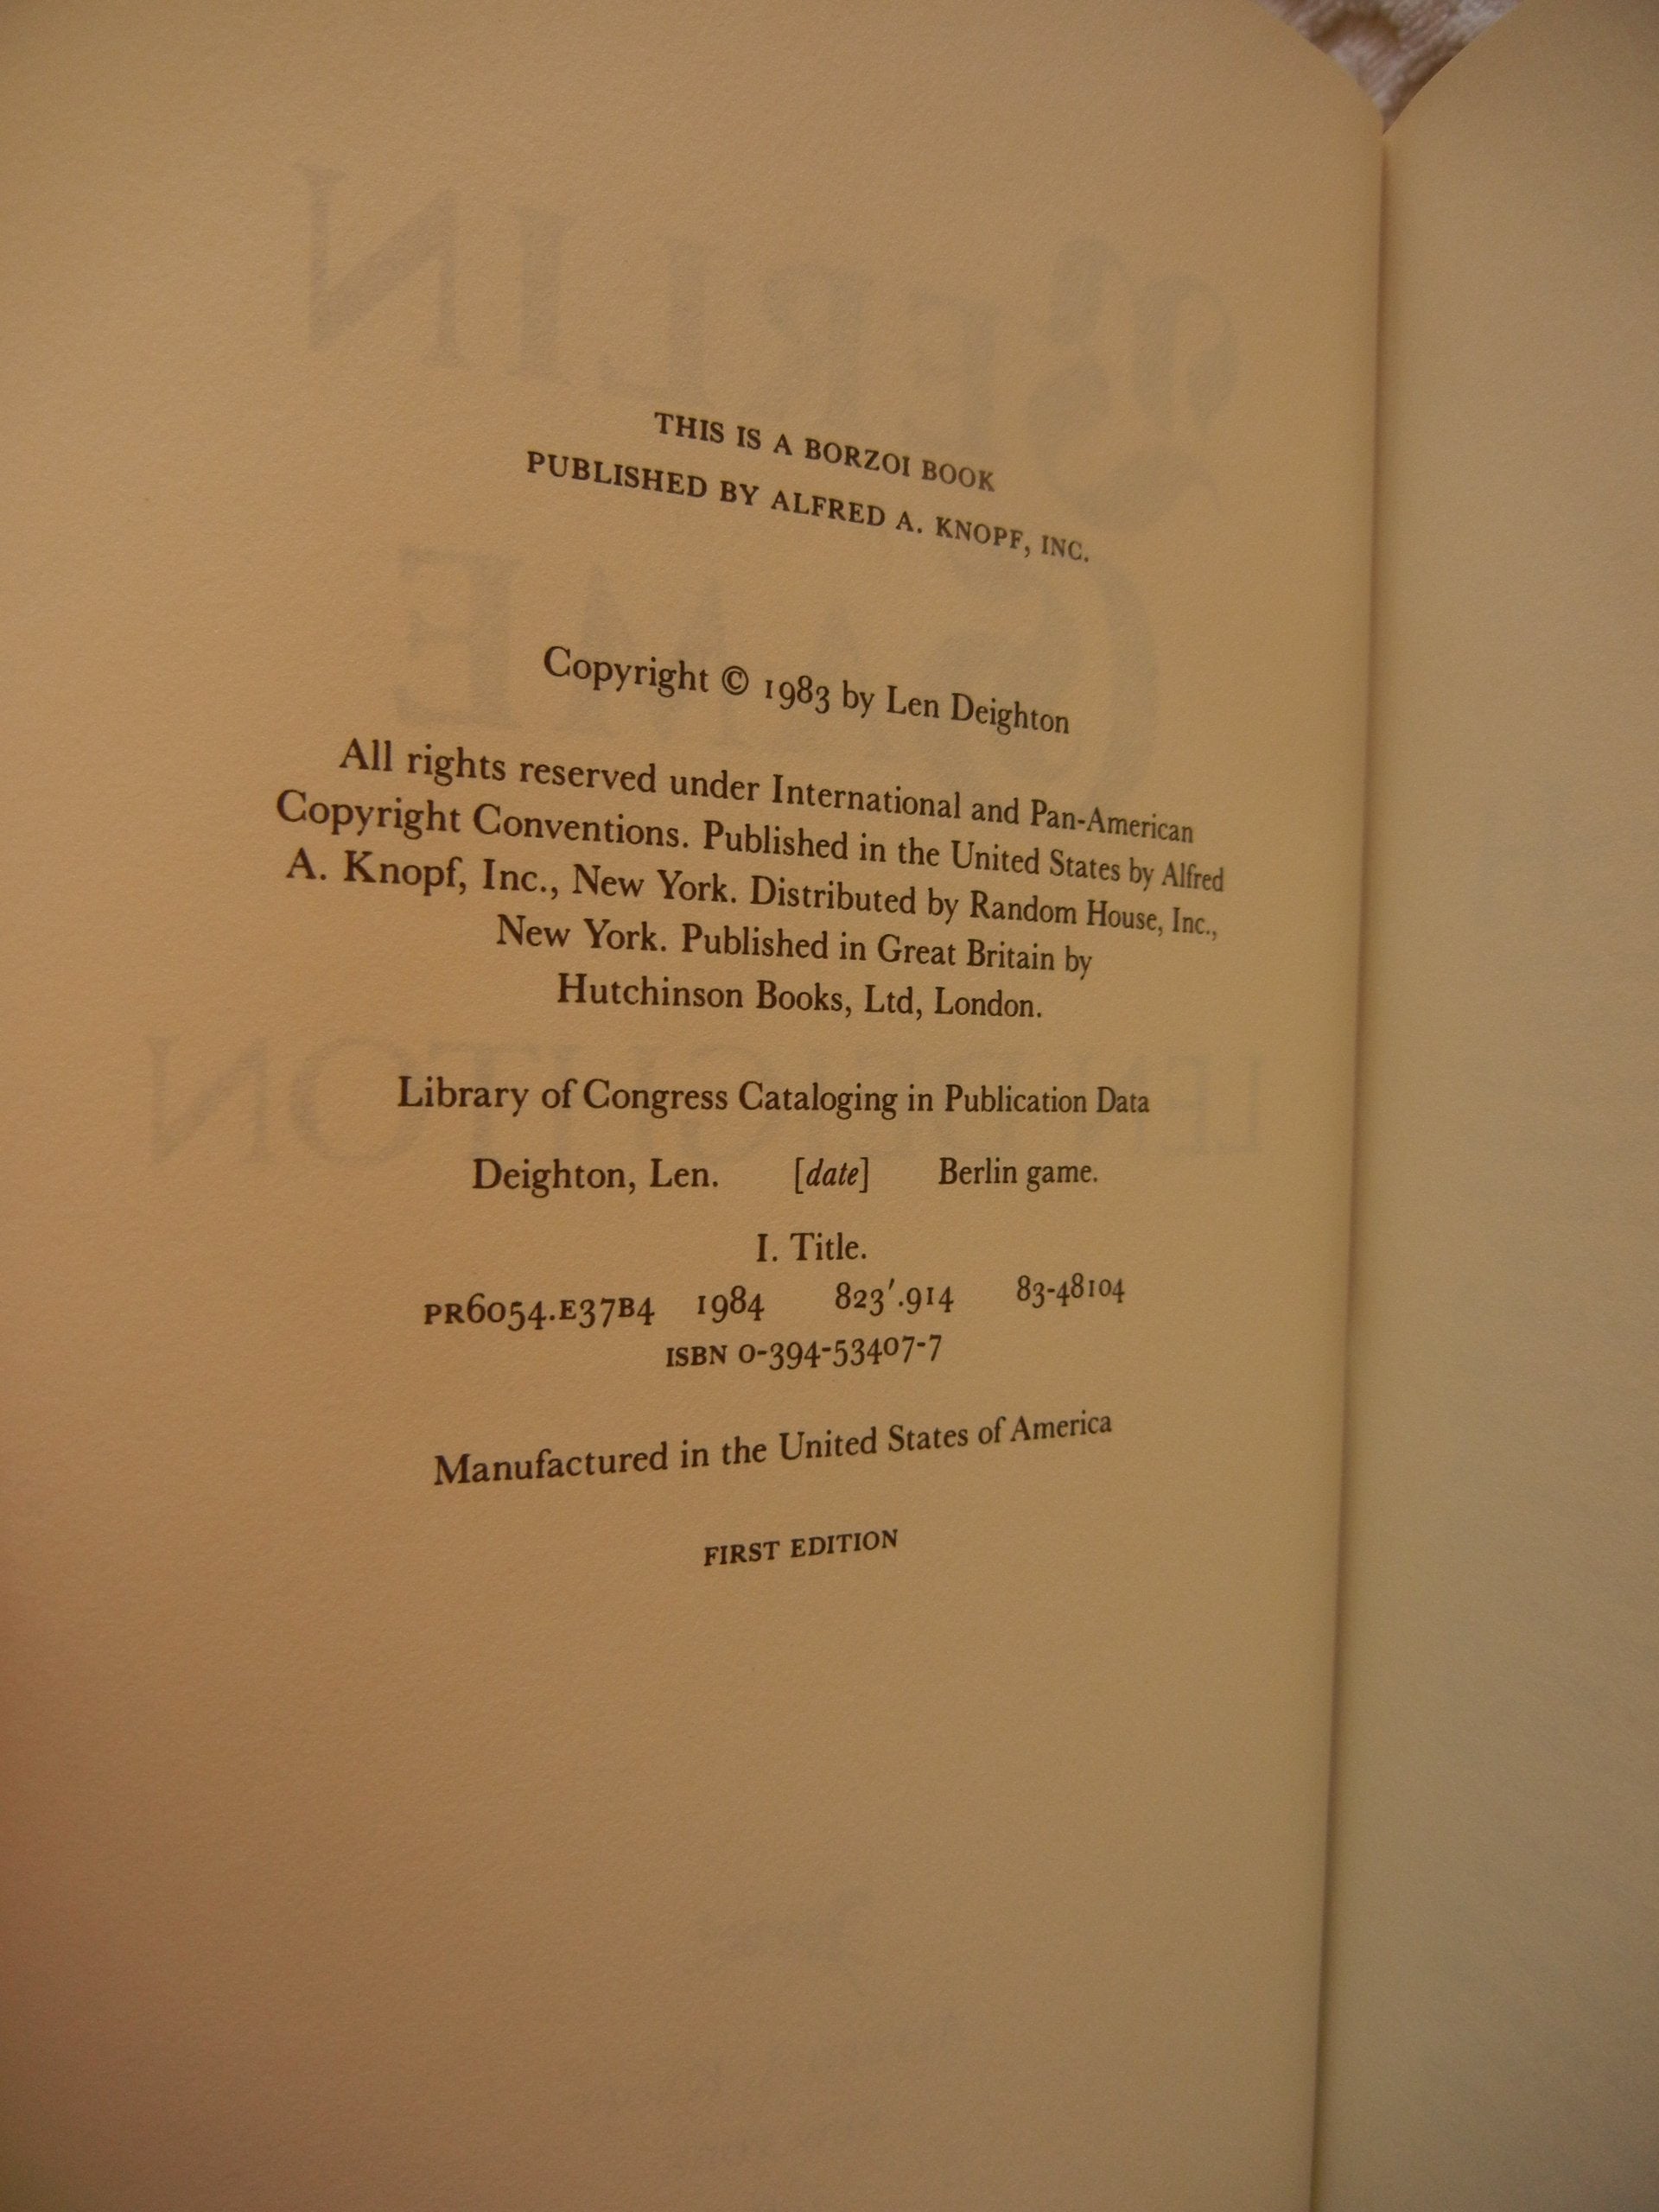 THIS IS A BORZOI BOOK
PUBLISHED BY ALFRED A. KNOPF, INC.
Copyright © 1983 by Len Deighton
All rights reserved under International and Pan-American
Copyright Conventions. Published in the United States by Alfred
A. Knopf, Inc., New York. Distributed by Random House, Inc.,
New York. Published in Great Britain by
Hutchinson Books, Ltd, London.
Library of Congress Cataloging in Publication Data
Deighton, Len. [date] Berlin game.
I. Title.
PR6054.E37B4 1984 823'.914 83-48104
ISBN 0-394-53407-7
Manufactured in the United States of America
FIRST EDITION